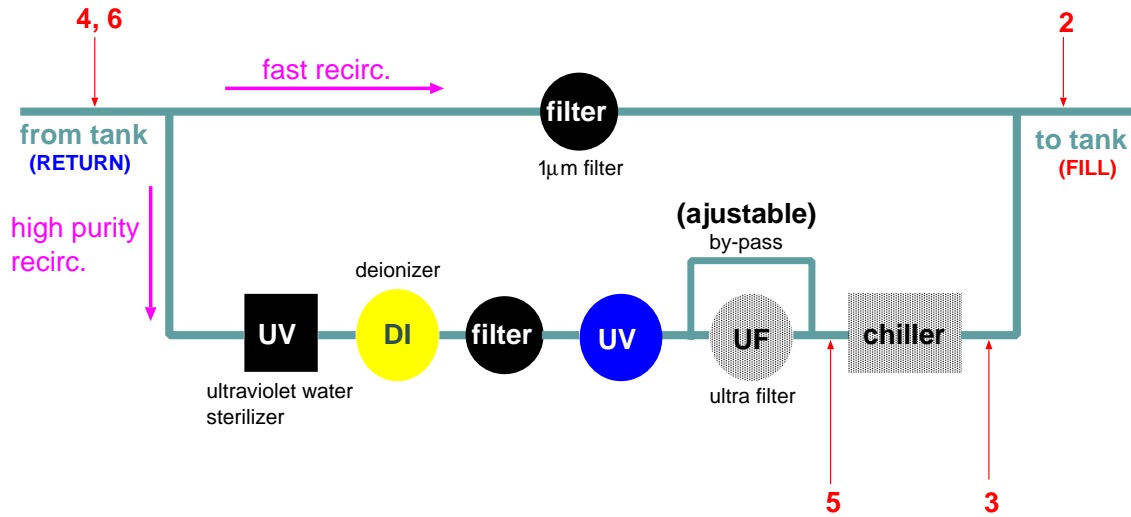 4, 6
2
fast recirc.
filter
from tank
(RETURN)
to tank
(FILL)
1μm filter
high purity
recirc.
(ajustable)
by-pass
deionizer
UV
DI
filter
UV
UF
chiller
ultraviolet water
sterilizer
ultra filter
5
3